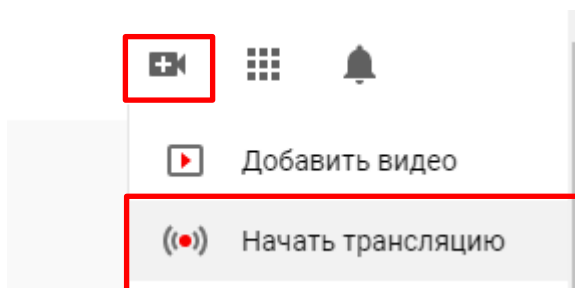 Добавить видео
Начать трансляцию